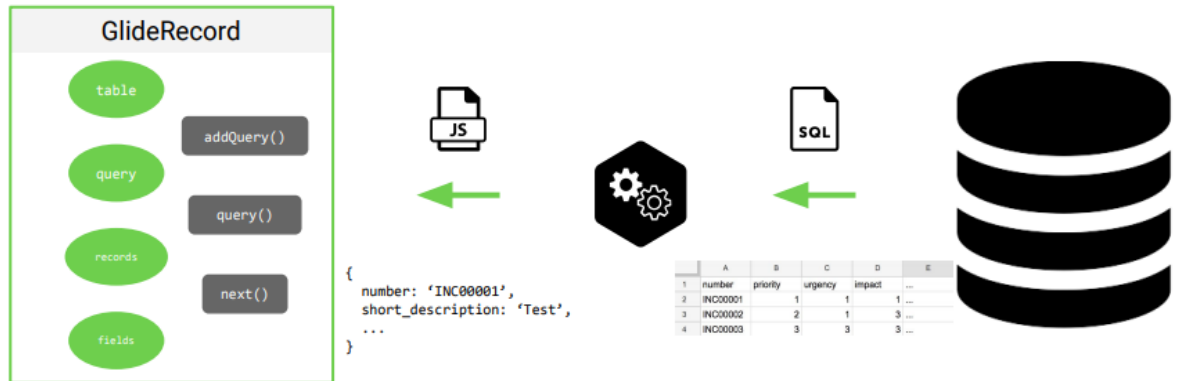 GlideRecord
table
addQuery()
query
query()
records
next()
fields
JS
{
number: ‘INC00001’,
short_description: ‘Test’,
...
}
SQL
A B C D E
1 number priority urgency impact ...
2 INC00001 1 1 1 ...
3 INC00002 2 1 3 ...
4 INC00003 3 3 3 ...